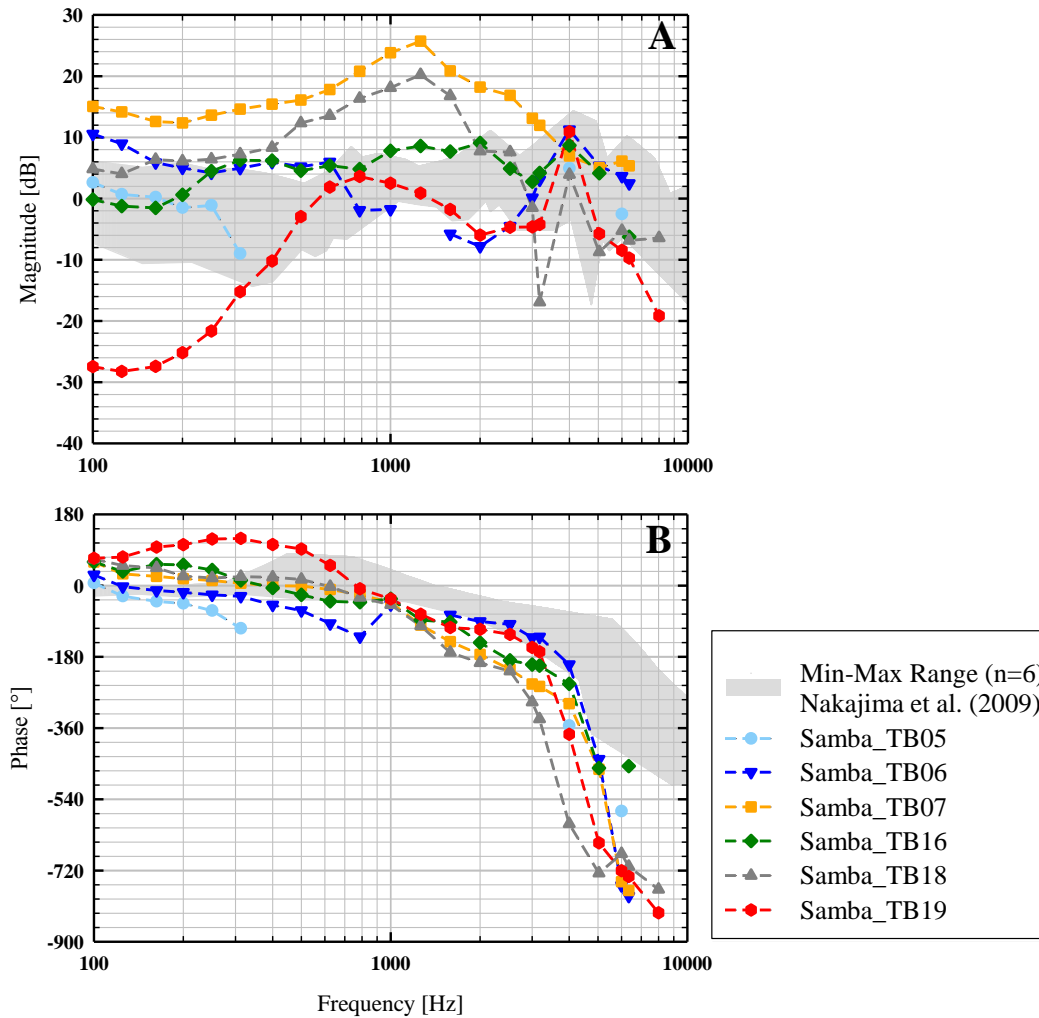 30
20
10
0
-10
-20
-30
-40
Magnitude [dB]
A
100
1000
10000
180
0
-180
-360
-540
-720
-900
Phase [°]
B
100
1000
10000
Frequency [Hz]
Min-Max Range (n=6)
Nakajima et al. (2009)
Samba_TB05
Samba_TB06
Samba_TB07
Samba_TB16
Samba_TB18
Samba_TB19